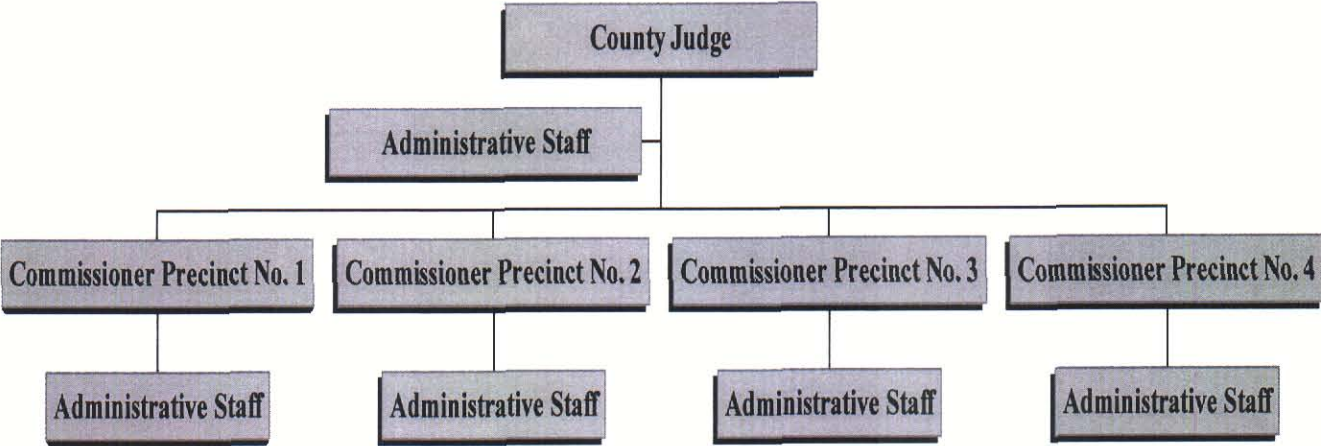 County Judge
Administrative Staff
Commissioner Precinct No. 1
Commissioner Precinct No. 2
Commissioner Precinct No. 3
Commissioner Precinct No. 4
Administrative Staff
Administrative Staff
Administrative Staff
Administrative Staff